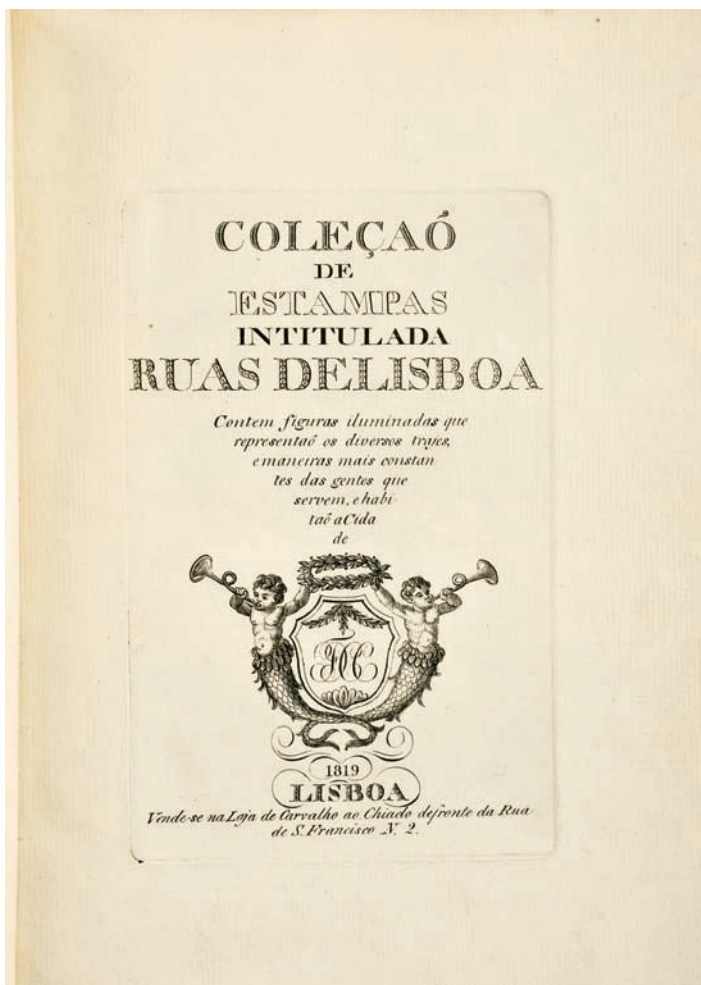 COLEÇAÓ
DE
ESTAMPAS
INTITULADA
RUAS DE LISBOA
Contem figuras iluminadas que
representaõ os diversos trajes,
e maneiras mais constan
tes das gentes que
servem, e habi-
taõ a Cida
de
1819
LISBOA
Vende-se na Loja de Carvalho ao Chiado defronte da Rua
de S. Francisco N. 2.